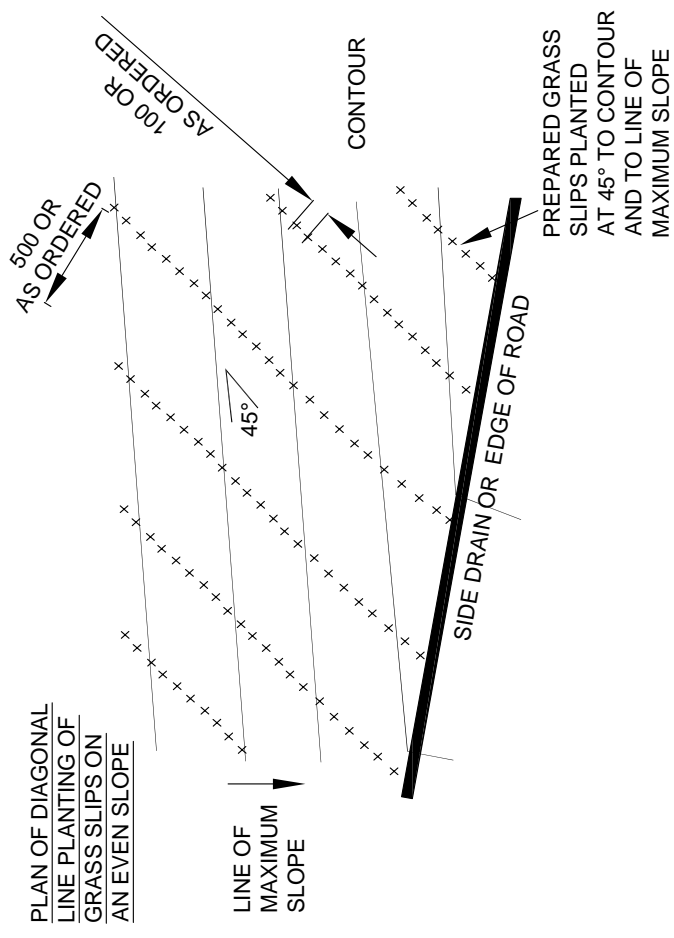 PLAN OF DIAGONAL
LINE PLANTING OF
GRASS SLIPS ON
AN EVEN SLOPE
500 OR
AS ORDERED
100 OR
AS ORDERED
CONTOUR
45°
LINE OF
MAXIMUM
SLOPE
SIDE DRAIN OR EDGE OF ROAD
PREPARED GRASS
SLIPS PLANTED
AT 45° TO CONTOUR
AND TO LINE OF
MAXIMUM SLOPE